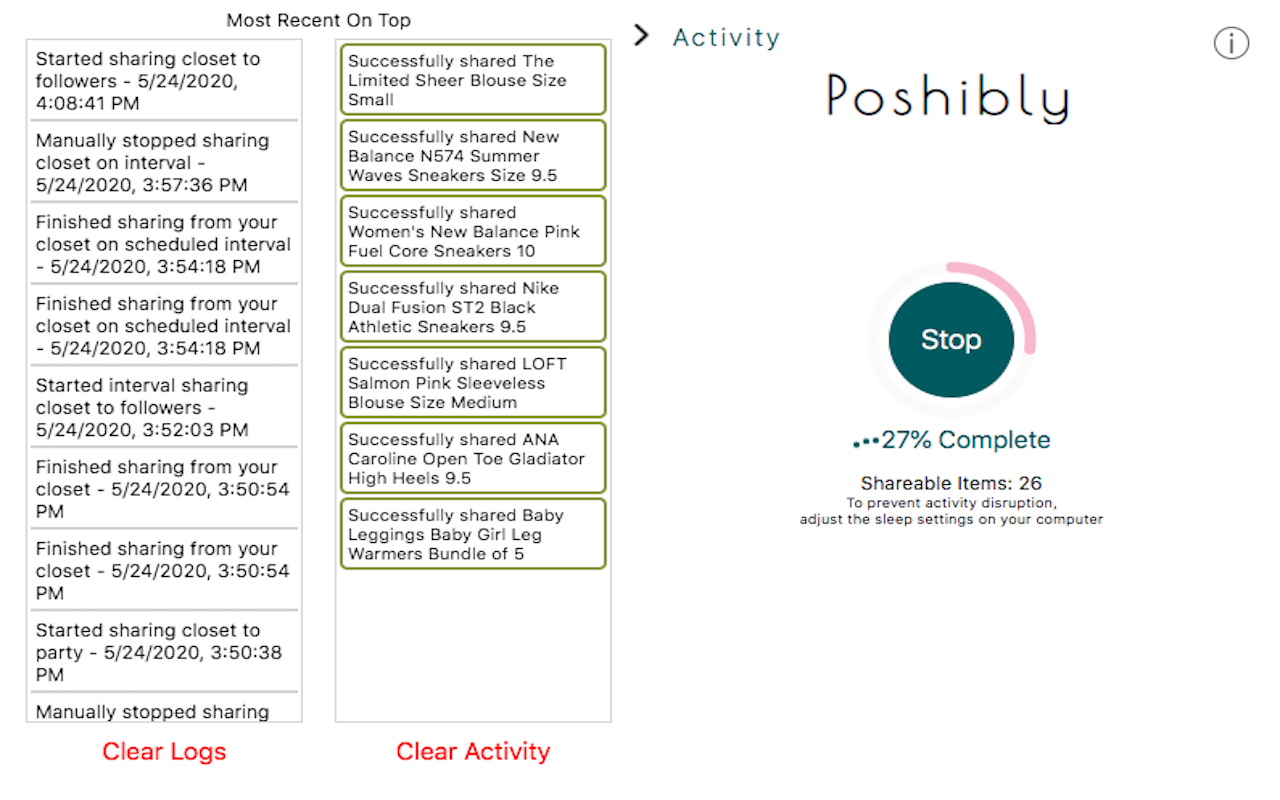 Most Recent On Top
Started sharing closet to
followers - 5/24/2020,
4:08:41 PM
Manually stopped sharing
closet on interval -
5/24/2020, 3:57:36 PM
Finished sharing from your
closet on scheduled interval
- 5/24/2020, 3:54:18 PM
Finished sharing from your
closet on scheduled interval
- 5/24/2020, 3:54:18 PM
Started interval sharing
closet to followers -
5/24/2020, 3:52:03 PM
Finished sharing from your
closet - 5/24/2020, 3:50:54
PM
Finished sharing from your
closet - 5/24/2020, 3:50:54
PM
Started sharing closet to
party - 5/24/2020, 3:50:38
PM
Manually stopped sharing
Clear Logs
Successfully shared The
Limited Sheer Blouse Size
Small
Successfully shared New
Balance N574 Summer
Waves Sneakers Size 9.5
Successfully shared
Women's New Balance Pink
Fuel Core Sneakers 10
Successfully shared Nike
Dual Fusion ST2 Black
Athletic Sneakers 9.5
Successfully shared LOFT
Salmon Pink Sleeveless
Blouse Size Medium
Successfully shared ANA
Caroline Open Toe Gladiator
High Heels 9.5
Successfully shared Baby
Leggings Baby Girl Leg
Warmers Bundle of 5
Clear Activity
Activity
Poshibly
Stop
27% Complete
Shareable Items: 26
To prevent activity disruption,
adjust the sleep settings on your computer